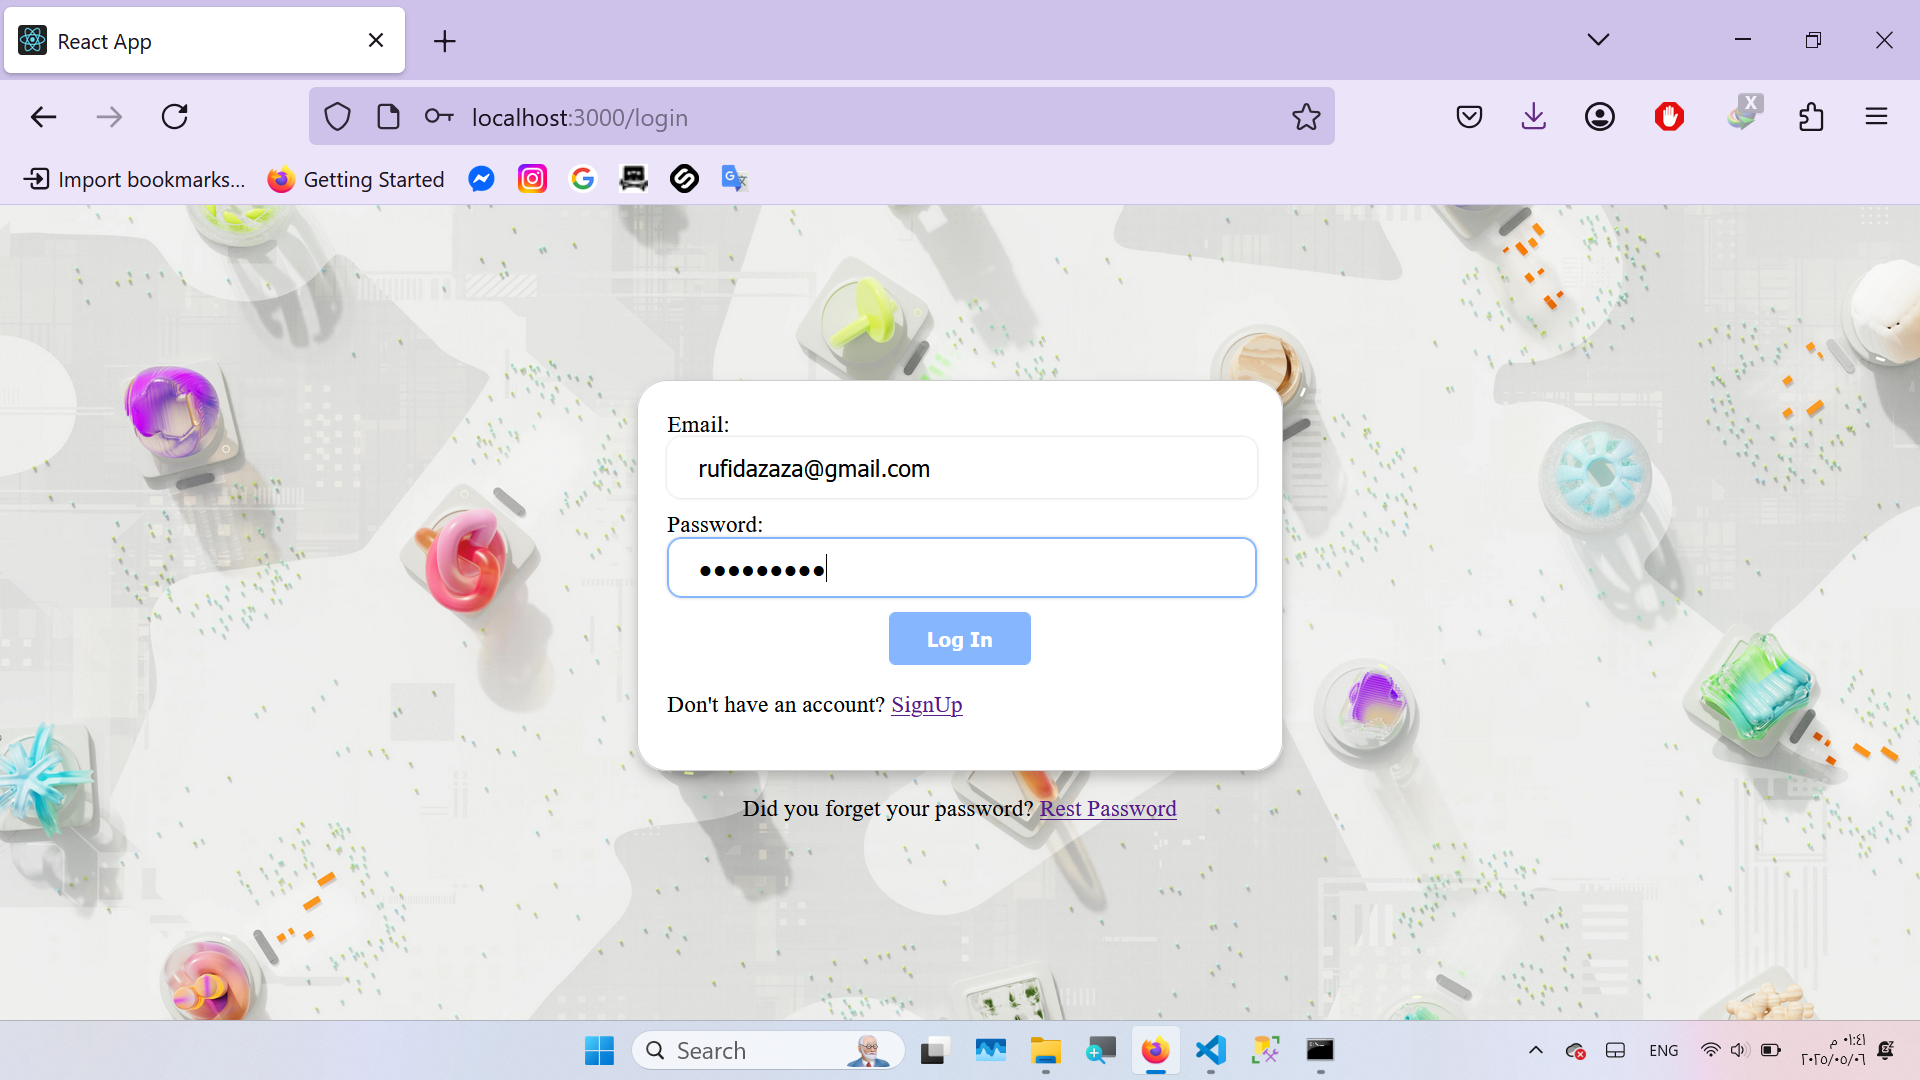 React App
localhost:3000/login
X
Import bookmarks...
Getting Started
Email:
rufidazaza@gmail.com
Password:
Log In
Don't have an account? SignUp
Did you forget your password? Rest Password
Search
ENG
٠١:٤١ م
٢٠٢٥/٠٥/٠٦